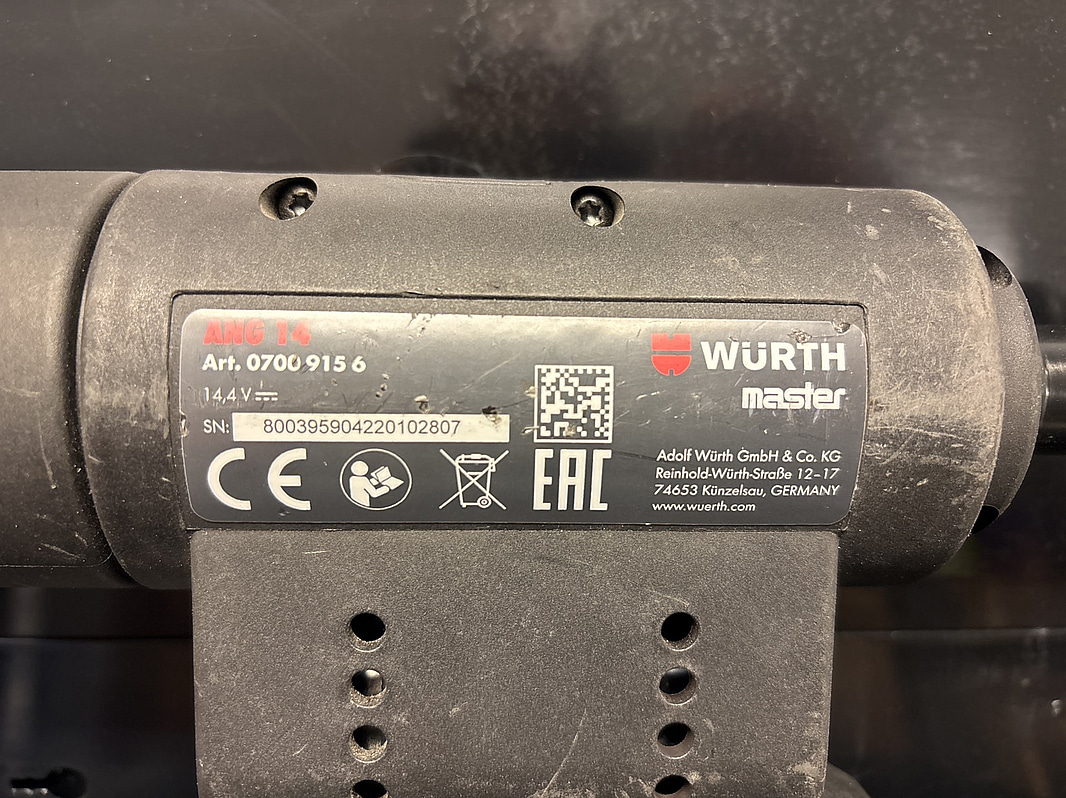 ANG 14
Art. 0700 915 6
14,4 V
SN: 800395904220102807
CE
EAC
WÜRTH
master
Adolf Würth GmbH & Co. KG
Reinhold-Würth-Straße 12–17
74653 Künzelsau, GERMANY
www.wuerth.com